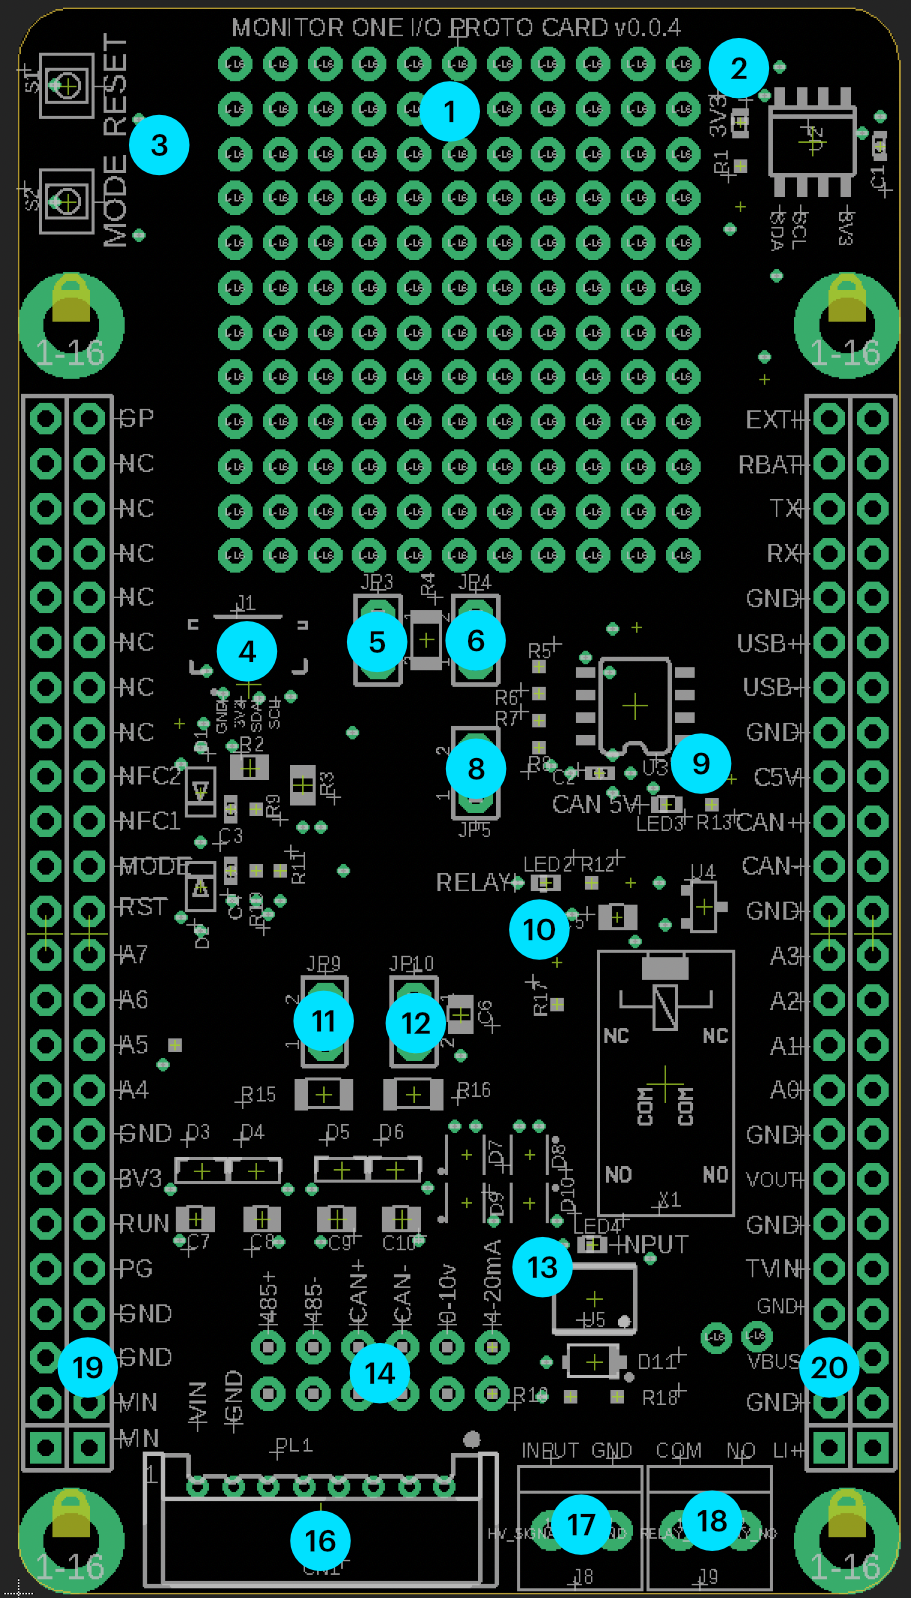 MONITOR ONE I/O PROTO CARD v0.0.4
S1
RESET
1
2
3V3
U2
3
R1
C1
S2
MODE
SDA
SCL
3V3
1-16
1-16
SP
NC
NC
NC
NC
NC
NC
NC
NFC2
NFC1
MODE
RST
A7
A6
A5
A4
GND
3V3
RUN
PG
GND
GND
VIN
VIN
19
EXT
RBAT
TX
RX
GND
USB+
USB-
GND
C5V
CAN+
CAN-
GND
A3
A2
A1
A0
GND
VOUT
GND
TVIN
GND
VBUS
GND
LI+
20
JP3
R4
JP4
J1
4
5
6
GND
3V3
SDA
SCL
R5
R6
R7
R8
D1
R2
R3
R9
C3
2
8
1
JP5
U3
9
C2
CAN 5V
LED3
R13
R11
C4
R10
D2
RELAY
LED2
R12
U4
10
R17
JP9
JP10
2
11
1
12
1
2
C6
NC
NC
COM
COM
NO
NO
X1
R15
R16
D3
D4
D5
D6
D7
D8
D9
D10
C7
C8
C9
C10
LED4
INPUT
13
U5
485+
485-
CAN+
CAN-
0-10v
4-20mA
14
D11
R18
VIN
GND
PL1
1
16
CN1
INPUT
GND
COM
NO
17
18
J8
J9
1-16
1-16